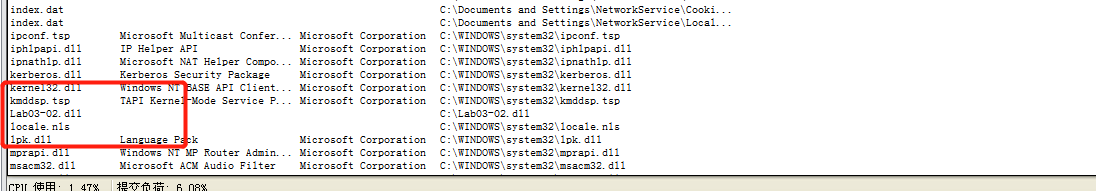 index.dat C:\Documents and Settings\NetworkService\Cooki...
index.dat C:\Documents and Settings\NetworkService\Local...
ipconf.tsp Microsoft Multicast Confer... Microsoft Corporation C:\WINDOWS\system32\ipconf.tsp
iphlpapi.dll IP Helper API Microsoft Corporation C:\WINDOWS\system32\iphlpapi.dll
ipnathlp.dll Microsoft NAT Helper Compo... Microsoft Corporation C:\WINDOWS\system32\ipnathlp.dll
kerberos.dll Kerberos Security Package Microsoft Corporation C:\WINDOWS\system32\kerberos.dll
kernel32.dll Windows NT BASE API Client... Microsoft Corporation C:\WINDOWS\system32\kernel32.dll
kmddsp.tsp TAPI Kernel-Mode Service P... Microsoft Corporation C:\WINDOWS\system32\kmddsp.tsp
Lab03-02.dll C:\Lab03-02.dll
locale.nls C:\WINDOWS\system32\locale.nls
lpk.dll Language Pack Microsoft Corporation C:\WINDOWS\system32\lpk.dll
mprapi.dll Windows NT MP Router Admin... Microsoft Corporation C:\WINDOWS\system32\mprapi.dll
msacm32.dll Microsoft ACM Audio Filter Microsoft Corporation C:\WINDOWS\system32\msacm32.dll
CPU 使用: 1.47% 提交负荷: 6.08%